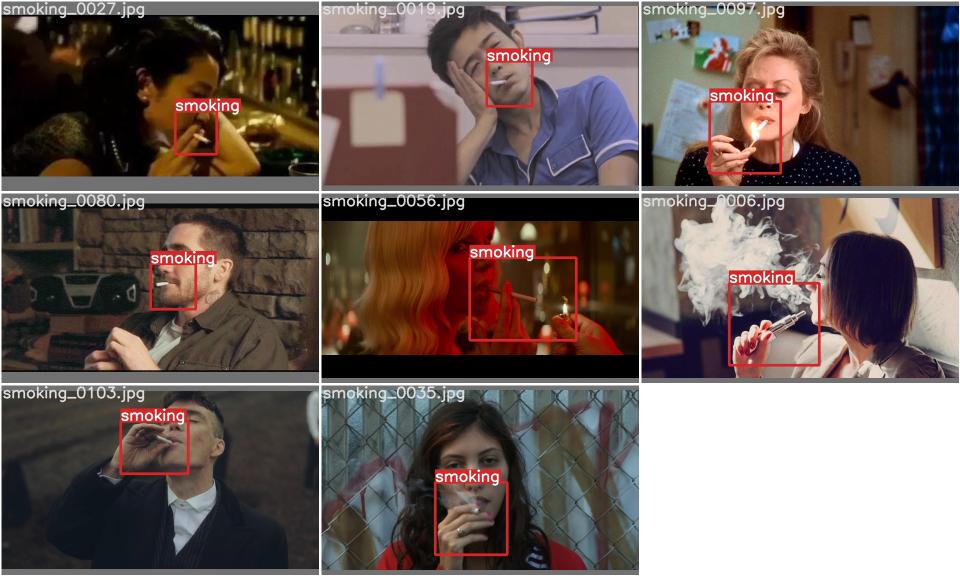 smoking_0027.jpg
smoking
smoking_0019.jpg
smoking
smoking_0097.jpg
smoking
smoking_0080.jpg
smoking
smoking_0056.jpg
smoking
smoking_0006.jpg
smoking
smoking_0103.jpg
smoking
smoking_0035.jpg
smoking